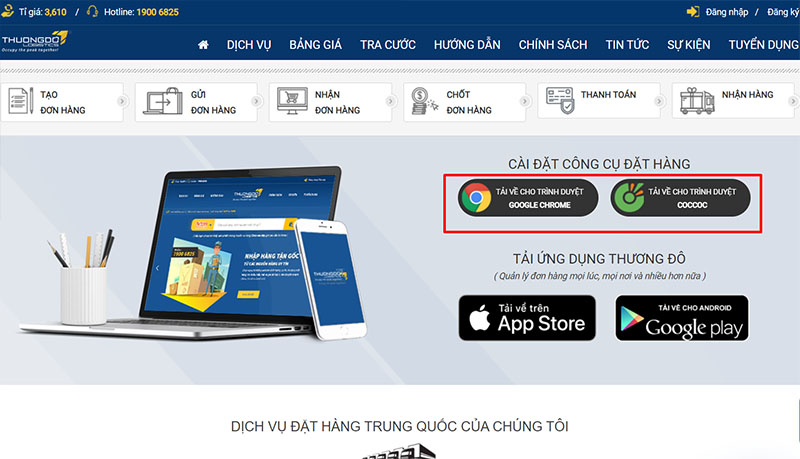 Tỉ giá: 3,610 / Hotline: 1900 6825
Đăng nhập / Đăng ký
THUONGDO
LOGISTICS
Occupy the peak together!
DỊCH VỤ BẢNG GIÁ TRA CƯỚC HƯỚNG DẪN CHÍNH SÁCH TIN TỨC SỰ KIỆN TUYỂN DỤNG
TẠO
ĐƠN HÀNG
GỬI
ĐƠN HÀNG
NHẬN
ĐƠN HÀNG
CHỐT
ĐƠN HÀNG
THANH TOÁN
NHẬN HÀNG
CÀI ĐẶT CÔNG CỤ ĐẶT HÀNG
TẢI VỀ CHO TRÌNH DUYỆT
GOOGLE CHROME
TẢI VỀ CHO TRÌNH DUYỆT
COCCOC
THUONGDO
NHẬP HÀNG TẬN GỐC
1900 6825
THUONGDO
TẢI ỨNG DỤNG THƯƠNG ĐÔ
( Quản lý đơn hàng mọi lúc, mọi nơi và nhiều hơn nữa )
Tải về trên
App Store
TẢI VỀ CHO ANDROID
Google play
DỊCH VỤ ĐẶT HÀNG TRUNG QUỐC CỦA CHÚNG TÔI